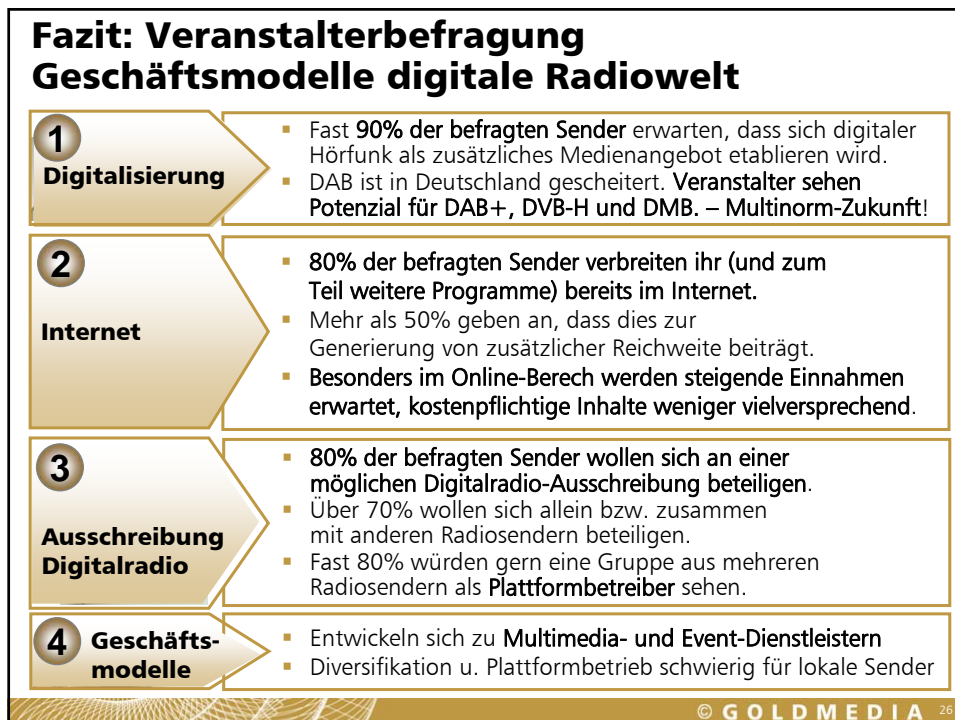 Fazit: Veranstalterbefragung
Geschäftsmodelle digitale Radiowelt
1
Digitalisierung
▪ Fast 90% der befragten Sender erwarten, dass sich digitaler
Hörfunk als zusätzliches Medienangebot etablieren wird.
▪ DAB ist in Deutschland gescheitert. Veranstalter sehen
Potenzial für DAB+, DVB-H und DMB. – Multinorm-Zukunft!
2
Internet
▪ 80% der befragten Sender verbreiten ihr (und zum
Teil weitere Programme) bereits im Internet.
▪ Mehr als 50% geben an, dass dies zur
Generierung von zusätzlicher Reichweite beiträgt.
▪ Besonders im Online-Berech werden steigende Einnahmen
erwartet, kostenpflichtige Inhalte weniger vielversprechend.
3
Ausschreibung
Digitalradio
▪ 80% der befragten Sender wollen sich an einer
möglichen Digitalradio-Ausschreibung beteiligen.
▪ Über 70% wollen sich allein bzw. zusammen
mit anderen Radiosendern beteiligen.
▪ Fast 80% würden gern eine Gruppe aus mehreren
Radiosendern als Plattformbetreiber sehen.
4
Geschäfts-
modelle
▪ Entwickeln sich zu Multimedia- und Event-Dienstleistern
▪ Diversifikation u. Plattformbetrieb schwierig für lokale Sender
© GOLDMEDIA 26